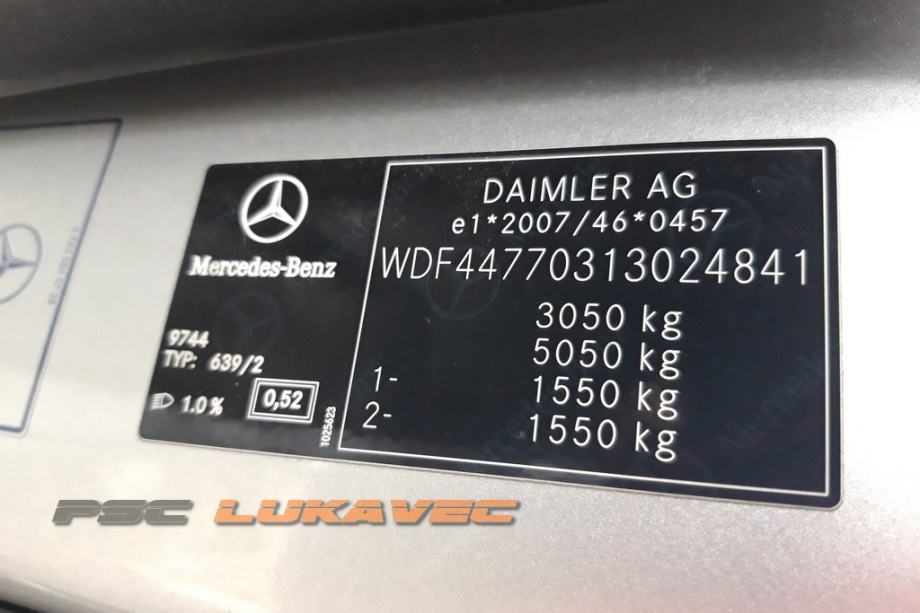 Mercedes-Benz
9744
TYP: 639/2
1.0 %
0,52
1025623
DAIMLER AG
e1*2007/46*0457
WDF44770313024841
3050 kg
5050 kg
1- 1550 kg
2- 1550 kg
PSC LUKAVEC